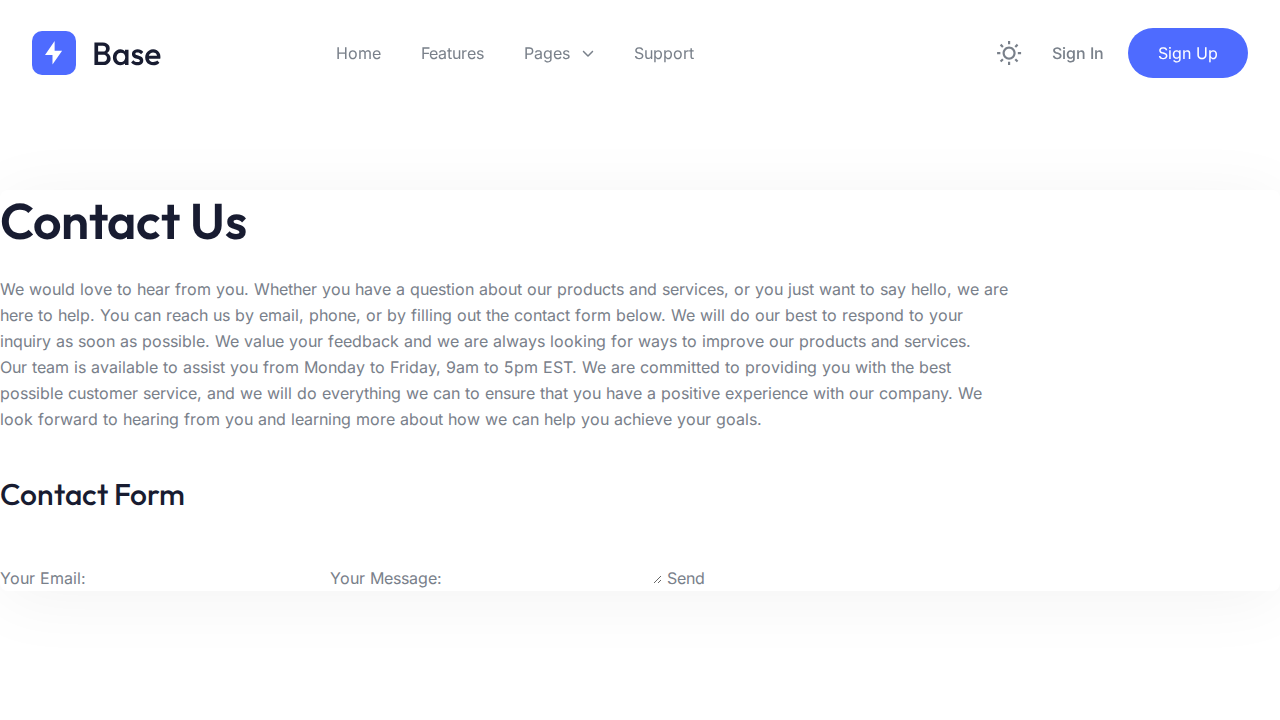 Base
Home Features Pages Support
Sign In Sign Up
Contact Us
We would love to hear from you. Whether you have a question about our products and services, or you just want to say hello, we are
here to help. You can reach us by email, phone, or by filling out the contact form below. We will do our best to respond to your
inquiry as soon as possible. We value your feedback and we are always looking for ways to improve our products and services.
Our team is available to assist you from Monday to Friday, 9am to 5pm EST. We are committed to providing you with the best
possible customer service, and we will do everything we can to ensure that you have a positive experience with our company. We
look forward to hearing from you and learning more about how we can help you achieve your goals.
Contact Form
Your Email: Your Message: Send